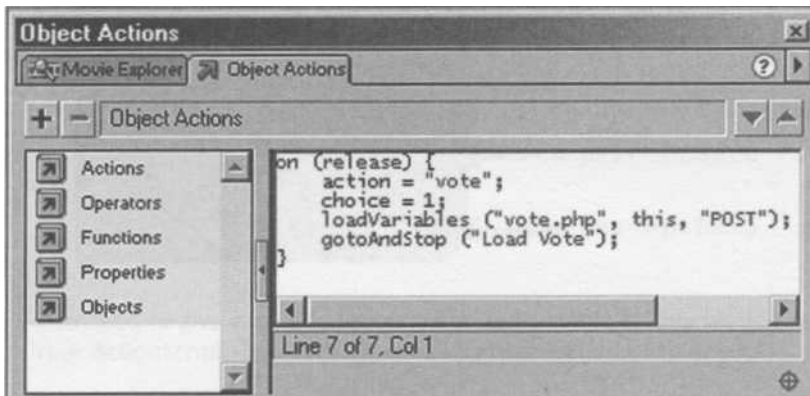 Object Actions
Movie Explorer
Object Actions
Object Actions
Actions
Operators
Functions
Properties
Objects
on (release) {
    action = "vote";
    choice = 1;
    loadVariables ("vote.php", this, "POST");
    gotoAndStop ("Load Vote");
}
Line 7 of 7, Col 1